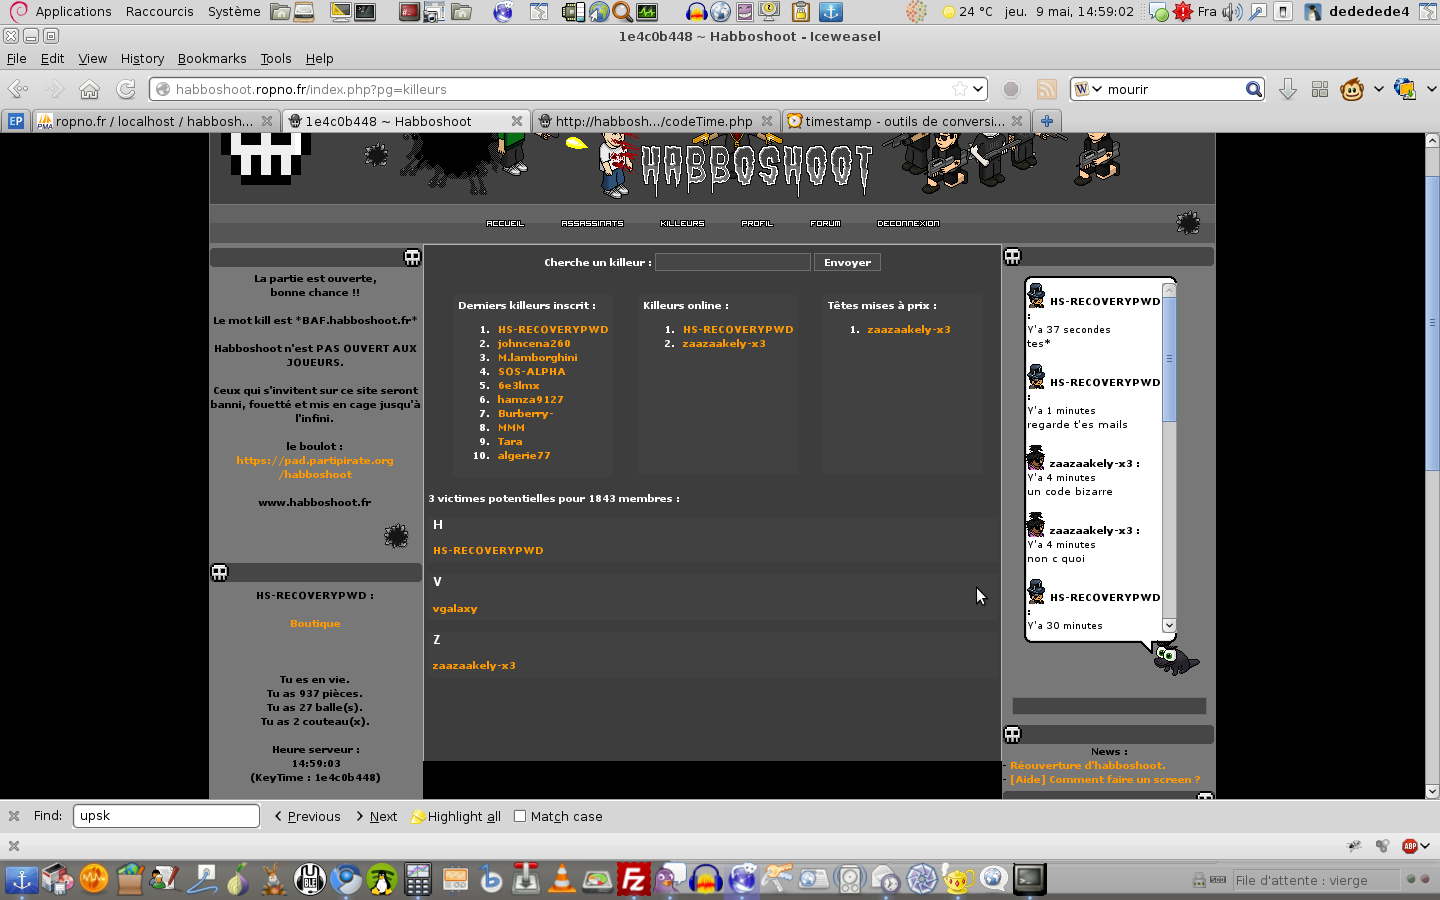 Applications Raccourcis Système
24 °C jeu. 9 mai, 14:59:02 Fra dededede4
1e4c0b448 ~ Habboshoot - Iceweasel
File Edit View History Bookmarks Tools Help
habboshoot.ropno.fr/index.php?pg=killeurs
W mourir
EP
PMA ropno.fr / localhost / habbosh...
1e4c0b448 ~ Habboshoot
http://habbosh.../codeTime.php
timestamp - outils de conversi...
HABBOSHOOT
ACCUEIL ASSASSINATS KILLEURS PROFIL FORUM DECONNEXION
La partie est ouverte,
bonne chance !!
Le mot kill est *BAF.habboshoot.fr*
Habboshoot n'est PAS OUVERT AUX
JOUEURS.
Ceux qui s'invitent sur ce site seront
banni, fouetté et mis en cage jusqu'à
l'infini.
le boulot :
https://pad.partipirate.org
/habboshoot
www.habboshoot.fr
HS-RECOVERYPWD :
Boutique
Tu es en vie.
Tu as 937 pièces.
Tu as 27 balle(s).
Tu as 2 couteau(x).
Heure serveur :
14:59:03
(KeyTime : 1e4c0b448)
Cherche un killeur : Envoyer
Derniers killeurs inscrit :
1. HS-RECOVERYPWD
2. johncena260
3. M.lamborghini
4. SOS-ALPHA
5. 6e3lmx
6. hamza9127
7. Burberry-
8. MMM
9. Tara
10. algerie77
Killeurs online :
1. HS-RECOVERYPWD
2. zaazaakely-x3
Têtes mises à prix :
1. zaazaakely-x3
3 victimes potentielles pour 1843 membres :
H
HS-RECOVERYPWD
V
vgalaxy
Z
zaazaakely-x3
HS-RECOVERYPWD
:
Y'a 37 secondes
tes*
HS-RECOVERYPWD
:
Y'a 1 minutes
regarde t'es mails
zaazaakely-x3 :
Y'a 4 minutes
un code bizarre
zaazaakely-x3 :
Y'a 4 minutes
non c quoi
HS-RECOVERYPWD
:
Y'a 30 minutes
News :
- Réouverture d'habboshoot.
- [Aide] Comment faire un screen ?
Find: upsk Previous Next Highlight all Match case
ABP
BLE
Fz
File d'attente : vierge